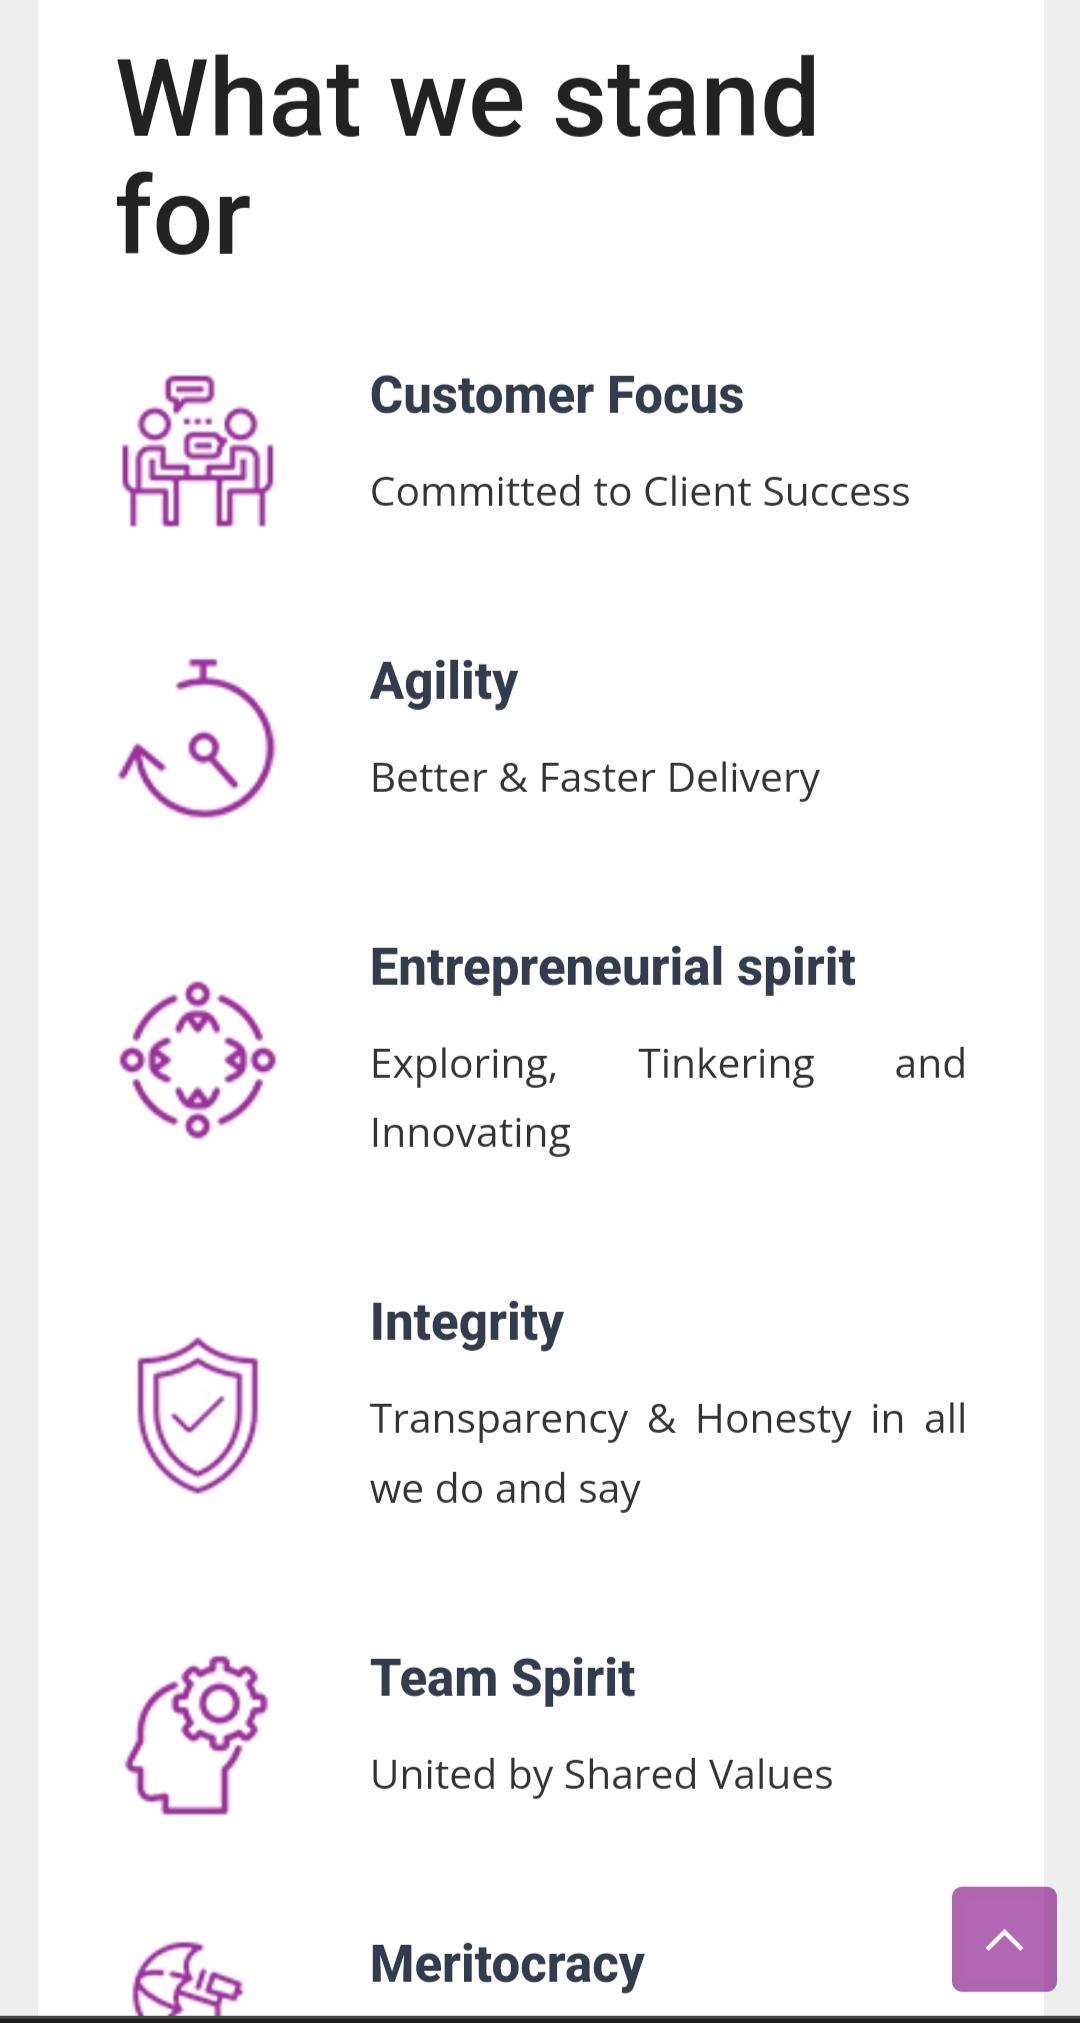 What we stand
for
Customer Focus
Committed to Client Success
Agility
Better & Faster Delivery
Entrepreneurial spirit
Exploring, Tinkering and
Innovating
Integrity
Transparency & Honesty in all
we do and say
Team Spirit
United by Shared Values
Meritocracy